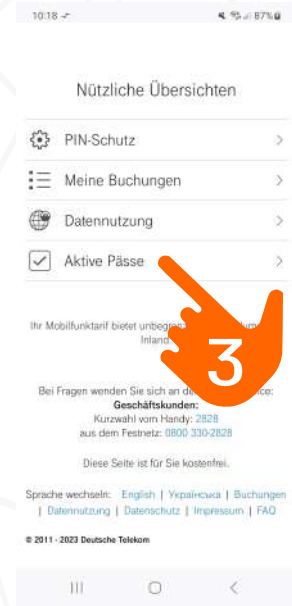 10:18 87%
Nützliche Übersichten
PIN-Schutz
Meine Buchungen
Datennutzung
Aktive Pässe
3
Ihr Mobilfunktarif bietet
Inland
Bei Fragen wenden Sie sich an
Geschäftskunden:
Kurzwahl vom Handy: 2828
aus dem Festnetz: 0800 330-2828
Diese Seite ist für Sie kostenfrei.
Sprache wechseln: English | Українська | Buchungen
| Datennutzung | Datenschutz | Impressum | FAQ
© 2011 - 2023 Deutsche Telekom